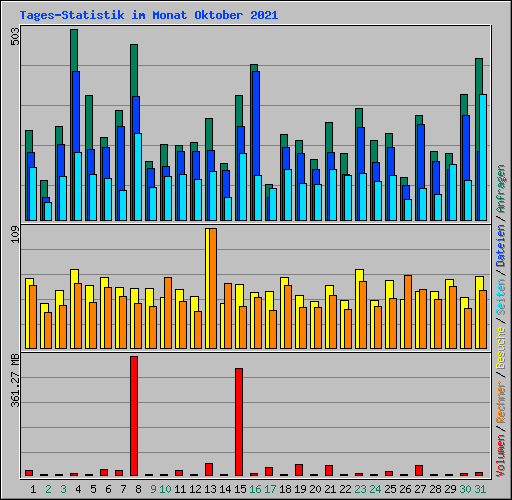 Tages-Statistik im Monat Oktober 2021
503
109
361.27 MB
Volumen / Rechner / Besuche / Seiten / Dateien / Anfragen
1 2 3 4 5 6 7 8 9 10 11 12 13 14 15 16 17 18 19 20 21 22 23 24 25 26 27 28 29 30 31